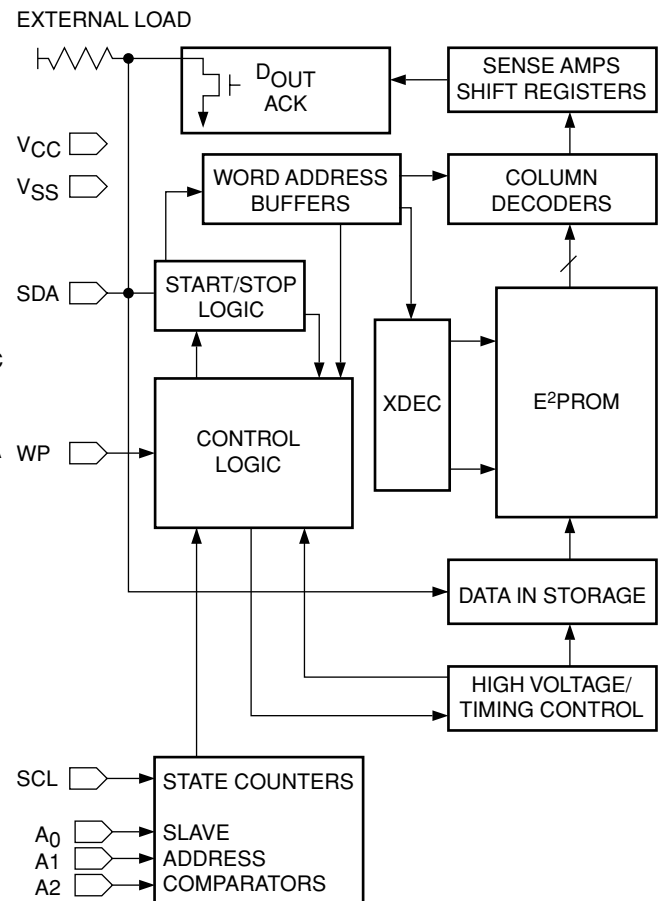 EXTERNAL LOAD
DOUT
ACK
SENSE AMPS
SHIFT REGISTERS
VCC
VSS
WORD ADDRESS
BUFFERS
COLUMN
DECODERS
SDA
START/STOP
LOGIC
XDEC
E²PROM
WP
CONTROL
LOGIC
DATA IN STORAGE
HIGH VOLTAGE/
TIMING CONTROL
SCL
STATE COUNTERS
A0
SLAVE
A1
ADDRESS
A2
COMPARATORS